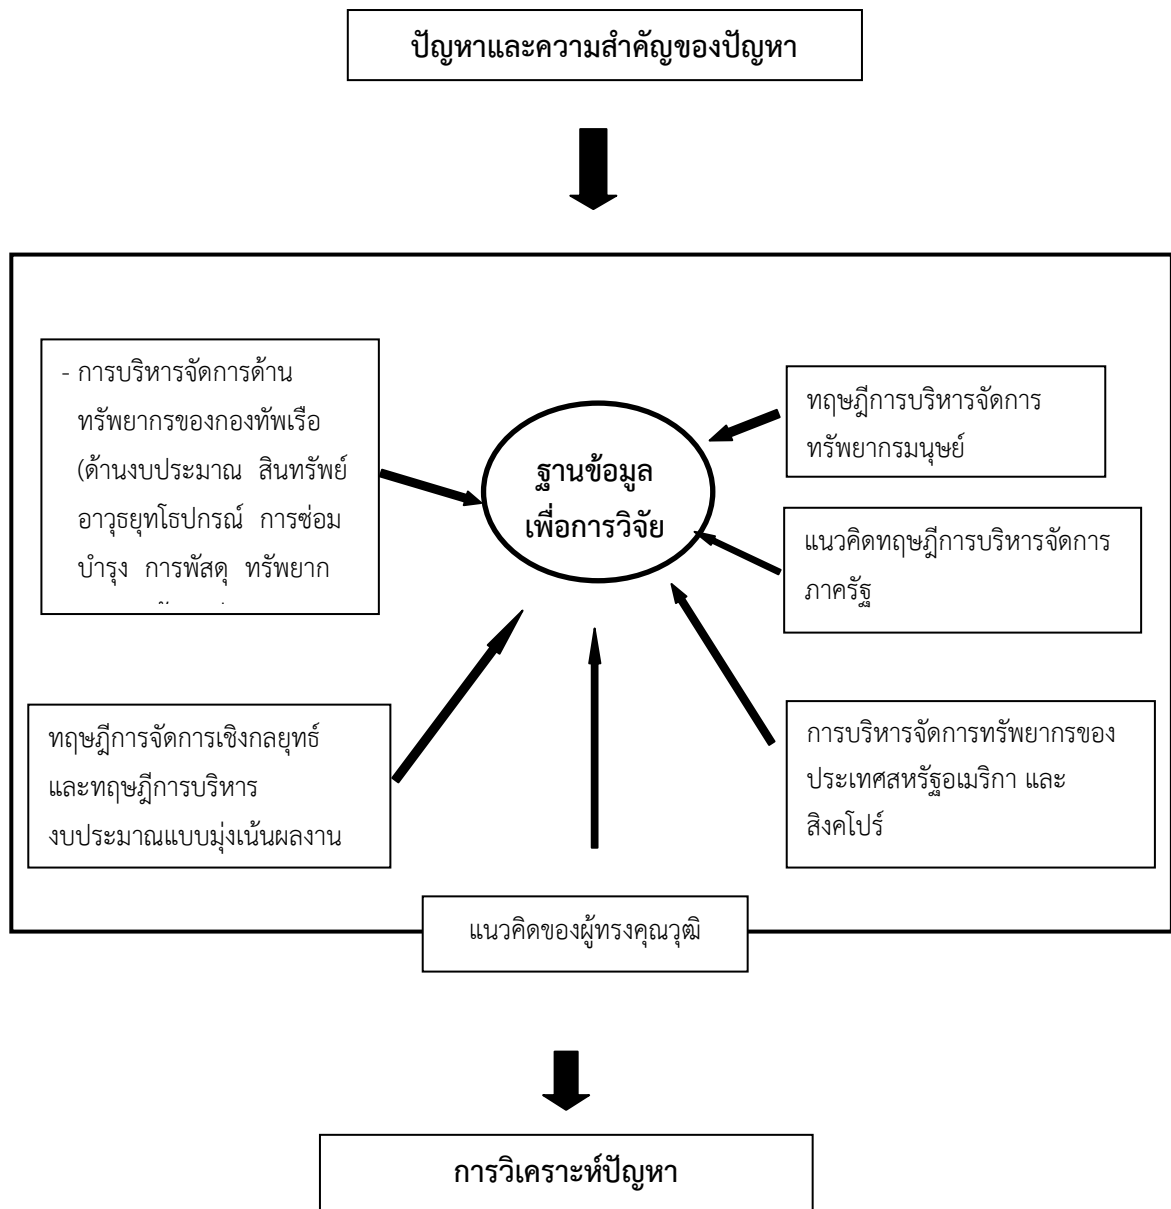 ปัญหาและความสำคัญของปัญหา
- การบริหารจัดการด้าน
ทรัพยากรของกองทัพเรือ
(ด้านงบประมาณ สินทรัพย์
อาวุธยุทโธปกรณ์ การซ่อม
บำรุง การพัสดุ ทรัพยาก
ฐานข้อมูล
เพื่อการวิจัย
ทฤษฎีการบริหารจัดการ
ทรัพยากรมนุษย์
แนวคิดทฤษฎีการบริหารจัดการ
ภาครัฐ
ทฤษฎีการจัดการเชิงกลยุทธ์
และทฤษฎีการบริหาร
งบประมาณแบบมุ่งเน้นผลงาน
การบริหารจัดการทรัพยากรของ
ประเทศสหรัฐอเมริกา และ
สิงคโปร์
แนวคิดของผู้ทรงคุณวุฒิ
การวิเคราะห์ปัญหา